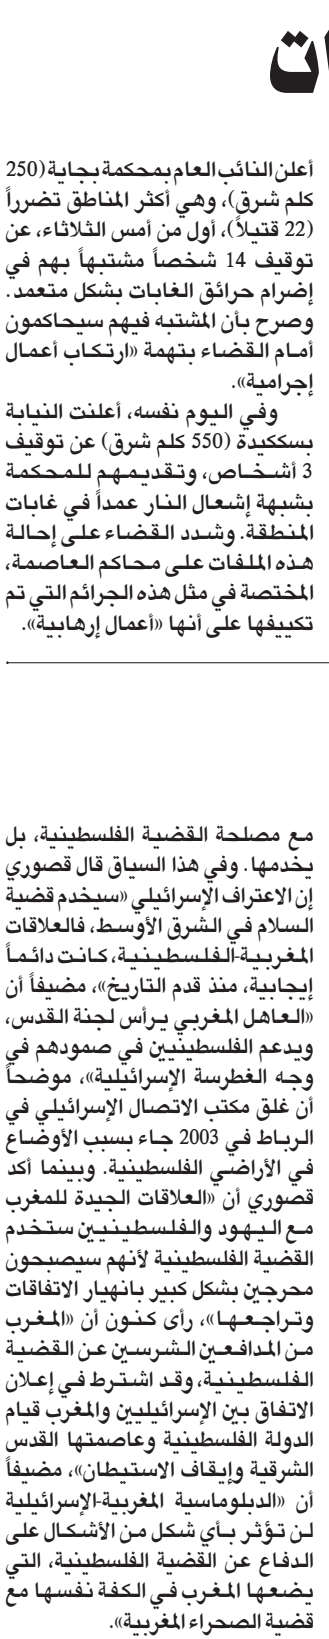 ات
أعلن النائب العام بمحكمة بجاية (250
كلم شرق)، وهي أكثر المناطق تضرراً
(22 قتيلاً)، أول من أمس الثلاثاء، عن
توقيف 14 شخصاً مشتبهاً بهم في
إضرام حرائق الغابات بشكل متعمد.
وصرح بأن المشتبه فيهم سيحاكمون
أمام القضاء بتهمة «ارتكاب أعمال
إجرامية».
وفي اليوم نفسه، أعلنت النيابة
بسكيكدة (550 كلم شرق) عن توقيف
3 أشخاص، وتقديمهم للمحكمة
بشبهة إشعال النار عمداً في غابات
المنطقة. وشدد القضاء على إحالة
هذه الملفات على محاكم العاصمة،
المختصة في مثل هذه الجرائم التي تم
تكييفها على أنها «أعمال إرهابية».
مع مصلحة القضية الفلسطينية، بل
يخدمها. وفي هذا السياق قال قصوري
إن الاعتراف الإسرائيلي «سيخدم قضية
السلام في الشرق الأوسط، فالعلاقات
المغربية-الفلسطينية، كانت دائماً
إيجابية، منذ قدم التاريخ»، مضيفاً أن
«العاهل المغربي يرأس لجنة القدس،
ويدعم الفلسطينيين في صمودهم في
وجه الغطرسة الإسرائيلية»، موضحاً
أن غلق مكتب الاتصال الإسرائيلي في
الرباط في 2003 جاء بسبب الأوضاع
في الأراضي الفلسطينية. وبينما أكد
قصوري أن «العلاقات الجيدة للمغرب
مع اليهود والفلسطينيين ستخدم
القضية الفلسطينية لأنهم سيصبحون
محرجين بشكل كبير بانهيار الاتفاقات
وتراجعها»، رأى كنون أن «المغرب
من المدافعين الشرسين عن القضية
الفلسطينية، وقد اشترط في إعلان
الاتفاق بين الإسرائيليين والمغرب قيام
الدولة الفلسطينية وعاصمتها القدس
الشرقية وإيقاف الاستيطان»، مضيفاً
أن «الدبلوماسية المغربية-الإسرائيلية
لن تؤثر بأي شكل من الأشكال على
الدفاع عن القضية الفلسطينية، التي
يضعها المغرب في الكفة نفسها مع
قضية الصحراء المغربية».